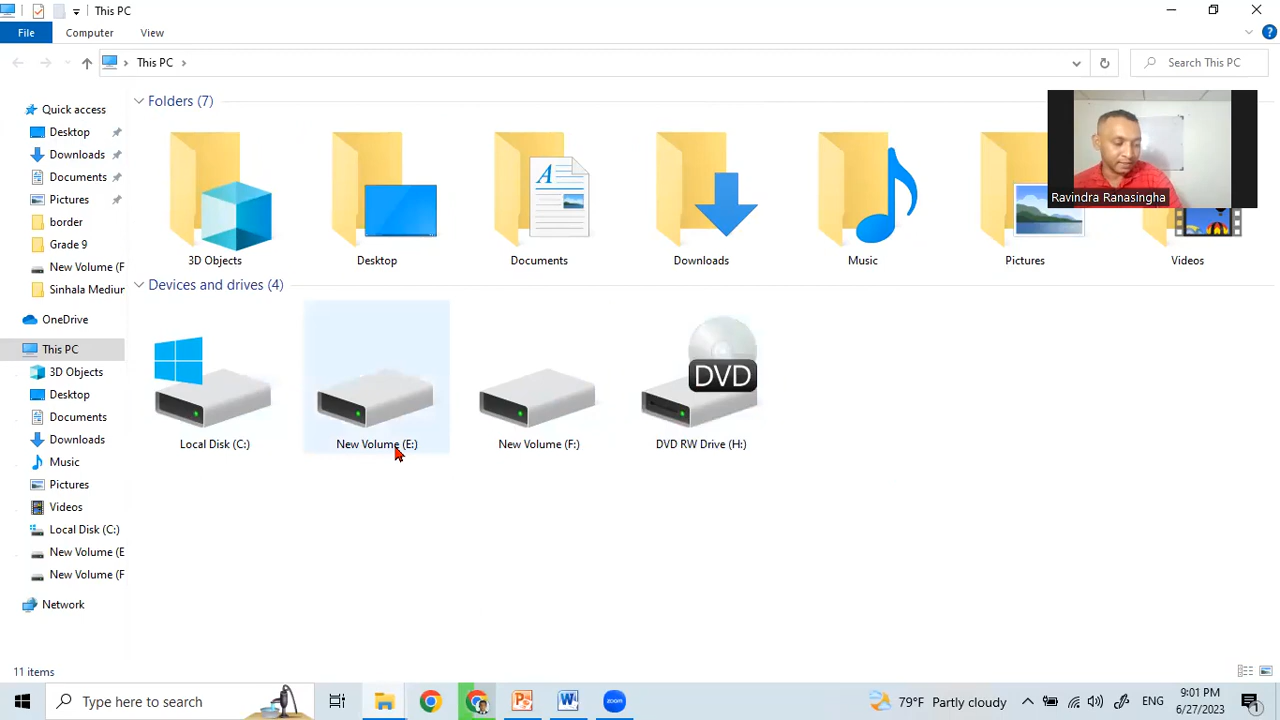 This PC
File Computer View
This PC
Search This PC
Quick access
Desktop
Downloads
Documents
Pictures
border
Grade 9
New Volume (F
Sinhala Mediun
OneDrive
This PC
3D Objects
Desktop
Documents
Downloads
Music
Pictures
Videos
Local Disk (C:)
New Volume (E
New Volume (F
Network
Folders (7)
3D Objects
Desktop
Documents
Downloads
Music
Pictures
Videos
Ravindra Ranasingha
Devices and drives (4)
Local Disk (C:)
New Volume (E:)
New Volume (F:)
DVD
DVD RW Drive (H:)
11 items
Type here to search
zoom
79°F Partly cloudy
ENG
9:01 PM
6/27/2023
1